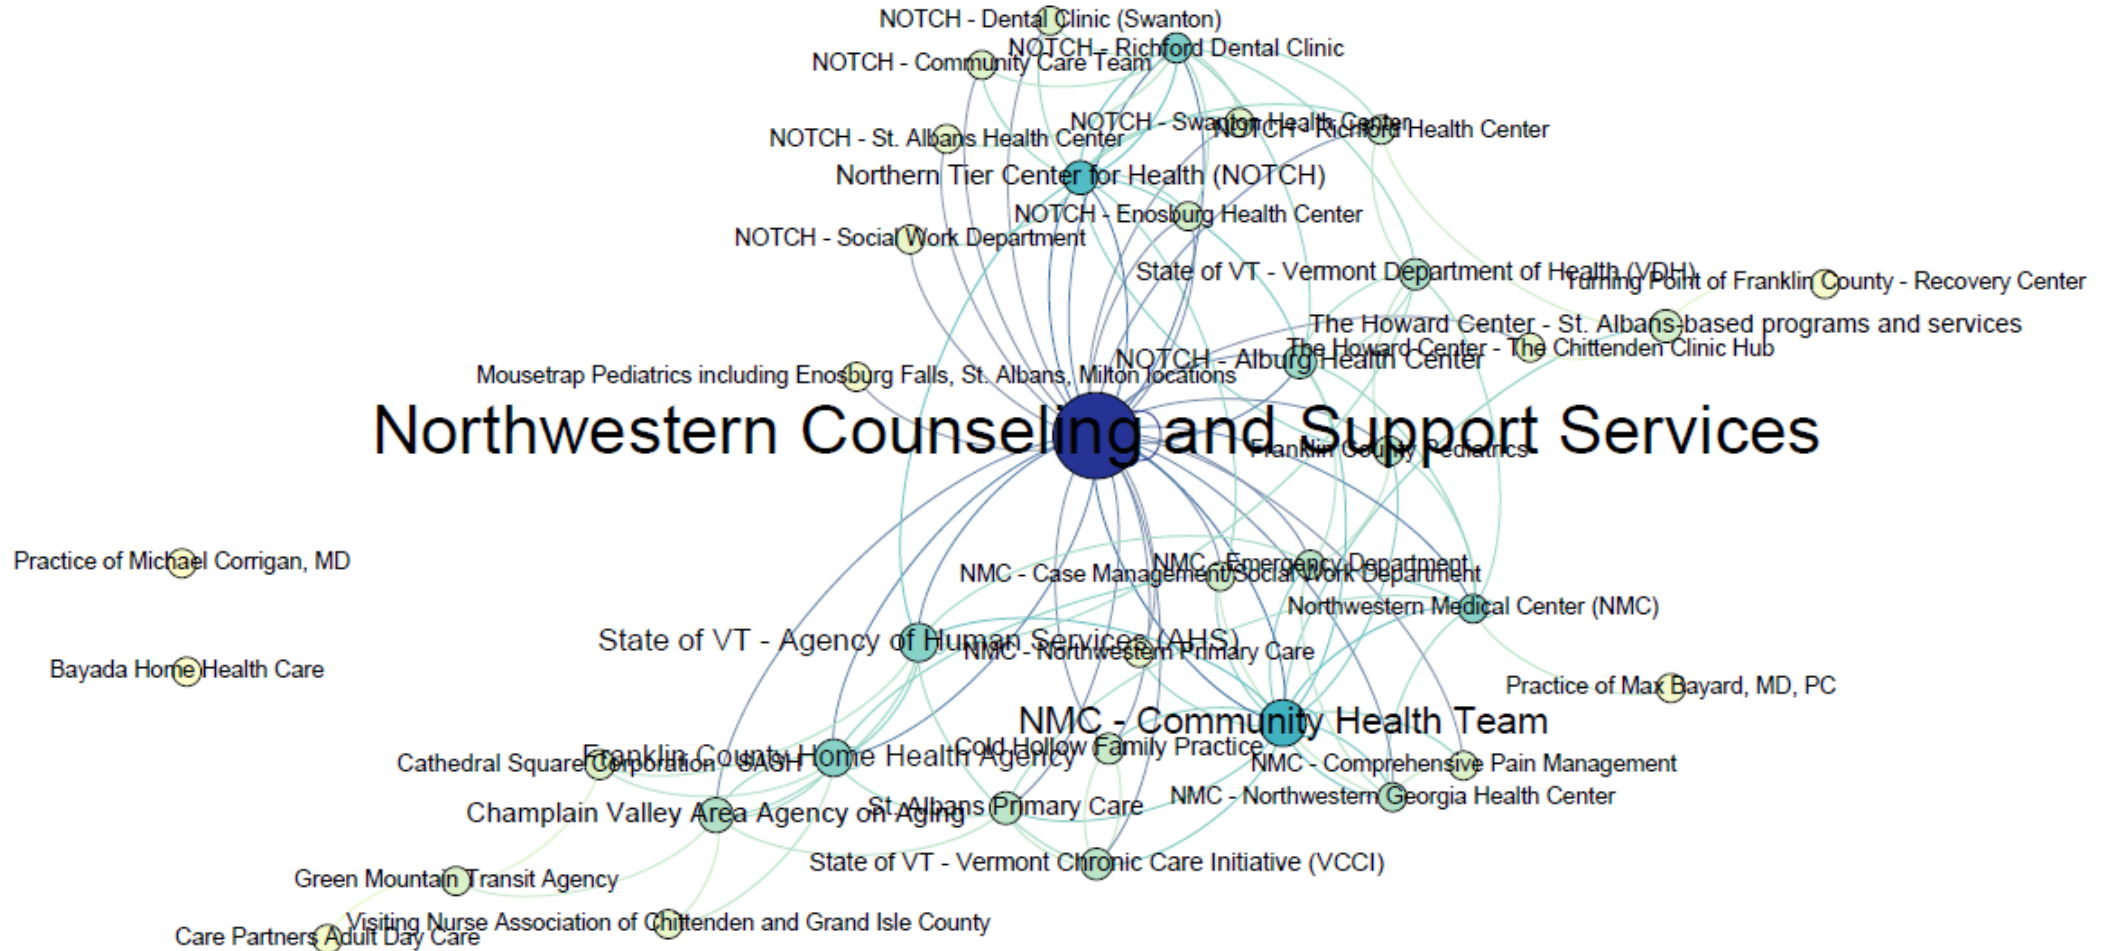 NOTCH - Dental Clinic (Swanton)
NOTCH - Richford Dental Clinic
NOTCH - Community Care Team
NOTCH - Swanton Health Center
NOTCH - Richford Health Center
NOTCH - St. Albans Health Center
Northern Tier Center for Health (NOTCH)
NOTCH - Enosburg Health Center
NOTCH - Social Work Department
State of VT - Vermont Department of Health (VDH)
Turning Point of Franklin County - Recovery Center
The Howard Center - St. Albans-based programs and services
The Howard Center - The Chittenden Clinic Hub
NOTCH - Alburg Health Center
Mousetrap Pediatrics including Enosburg Falls, St. Albans, Milton locations
Northwestern Counseling and Support Services
Franklin County Pediatrics
Practice of Michael Corrigan, MD
NMC - Emergency Department
NMC - Case Management/Social Work Department
Northwestern Medical Center (NMC)
State of VT - Agency of Human Services (AHS)
NMC - Northwestern Primary Care
Bayada Home Health Care
Practice of Max Bayard, MD, PC
NMC - Community Health Team
Cold Hollow Family Practice
Franklin County Home Health Agency
Cathedral Square Corporation - SASH
NMC - Comprehensive Pain Management
NMC - Northwestern Georgia Health Center
St. Albans Primary Care
Champlain Valley Area Agency on Aging
State of VT - Vermont Chronic Care Initiative (VCCI)
Green Mountain Transit Agency
Visiting Nurse Association of Chittenden and Grand Isle County
Care Partners Adult Day Care